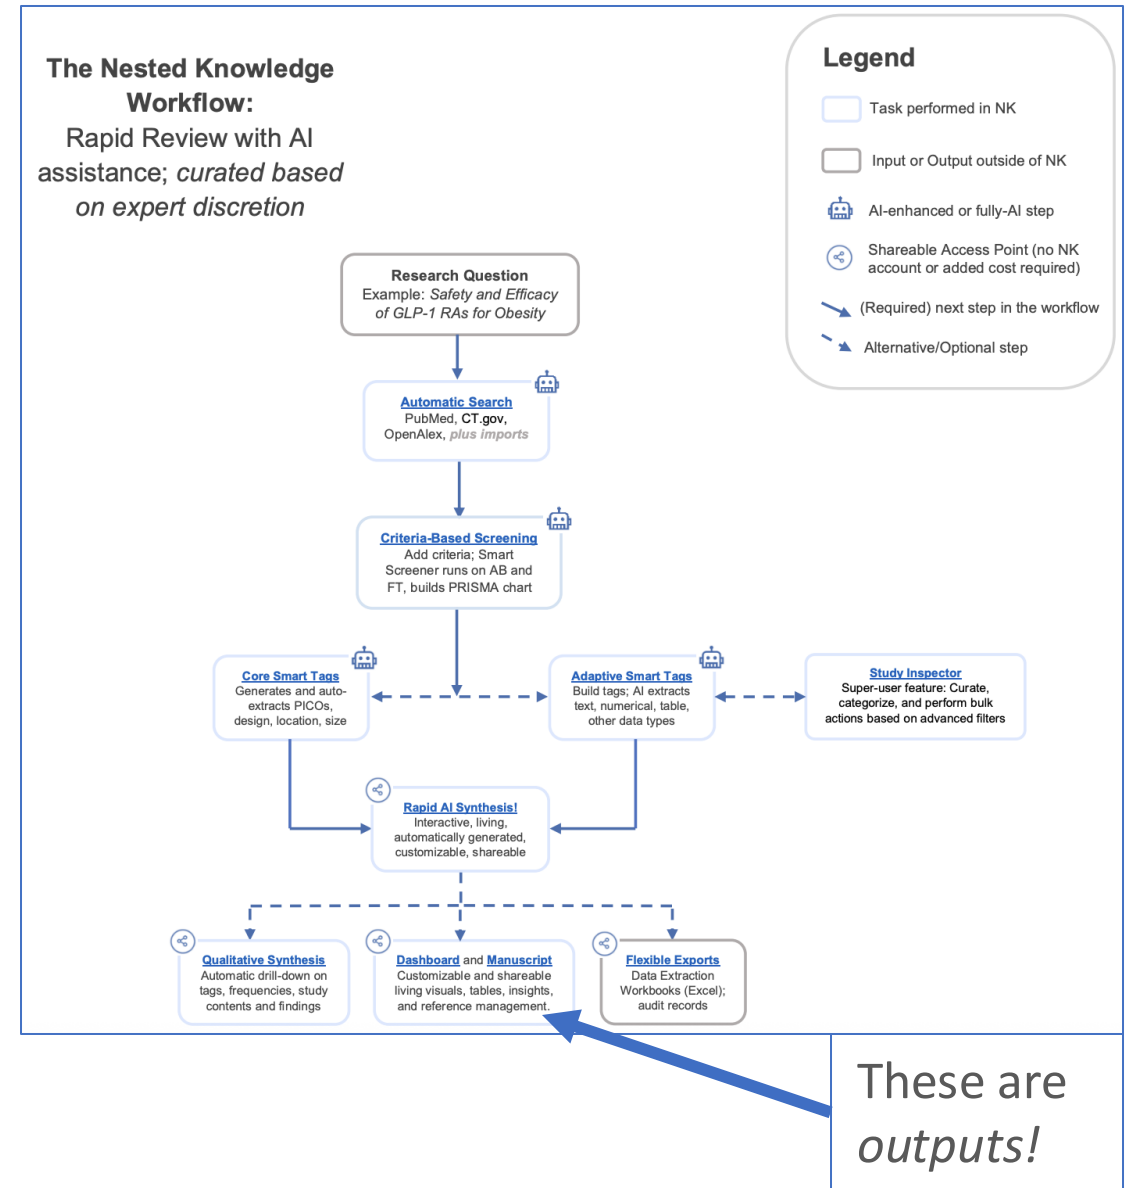 The Nested Knowledge
Workflow:
Rapid Review with AI
assistance; curated based
on expert discretion
Legend
Task performed in NK
Input or Output outside of NK
AI-enhanced or fully-AI step
Shareable Access Point (no NK
account or added cost required)
(Required) next step in the workflow
Alternative/Optional step
Research Question
Example: Safety and Efficacy
of GLP-1 RAs for Obesity
Automatic Search
PubMed, CT.gov,
OpenAlex, plus imports
Criteria-Based Screening
Add criteria; Smart
Screener runs on AB and
FT, builds PRISMA chart
Core Smart Tags
Generates and auto-
extracts PICOs,
design, location, size
Adaptive Smart Tags
Build tags; AI extracts
text, numerical, table,
other data types
Study Inspector
Super-user feature: Curate,
categorize, and perform bulk
actions based on advanced filters
Rapid AI Synthesis!
Interactive, living,
automatically generated,
customizable, shareable
Qualitative Synthesis
Automatic drill-down on
tags, frequencies, study
contents and findings
Dashboard and Manuscript
Customizable and shareable
living visuals, tables, insights,
and reference management.
Flexible Exports
Data Extraction
Workbooks (Excel);
audit records
These are
outputs!